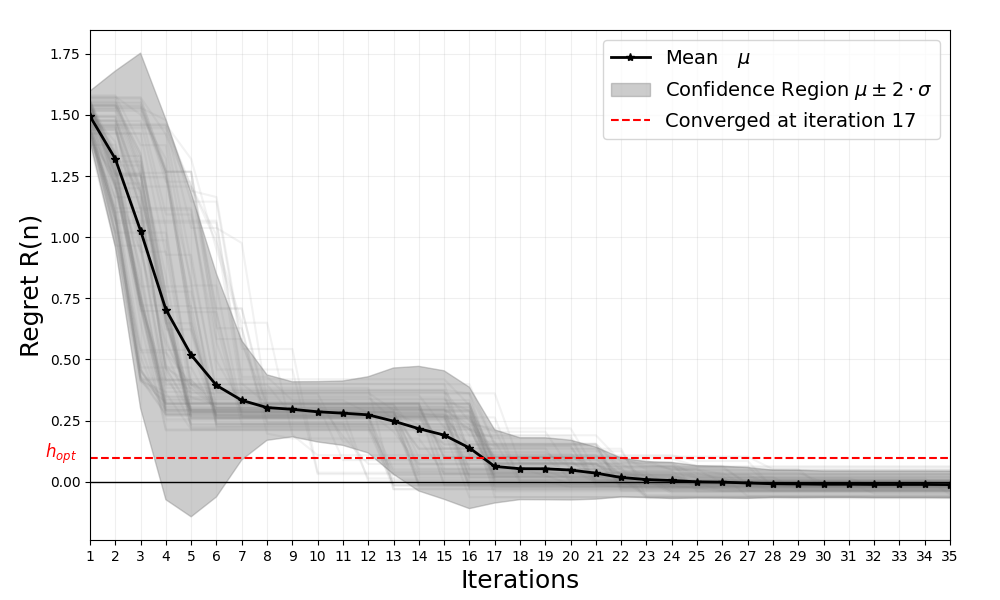 Regret R(n)
1.75
1.50
1.25
1.00
0.75
0.50
0.25
0.00
h_opt
Mean μ
Confidence Region μ ± 2 · σ
Converged at iteration 17
1 2 3 4 5 6 7 8 9 10 11 12 13 14 15 16 17 18 19 20 21 22 23 24 25 26 27 28 29 30 31 32 33 34 35
Iterations